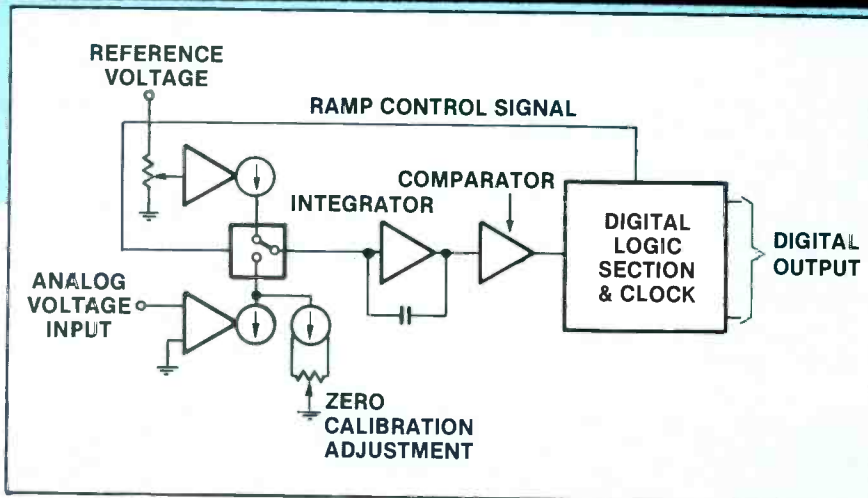 REFERENCE
VOLTAGE
RAMP CONTROL SIGNAL
COMPARATOR
INTEGRATOR
DIGITAL
LOGIC
SECTION
& CLOCK
DIGITAL
OUTPUT
ANALOG
VOLTAGE
INPUT
ZERO
CALIBRATION
ADJUSTMENT